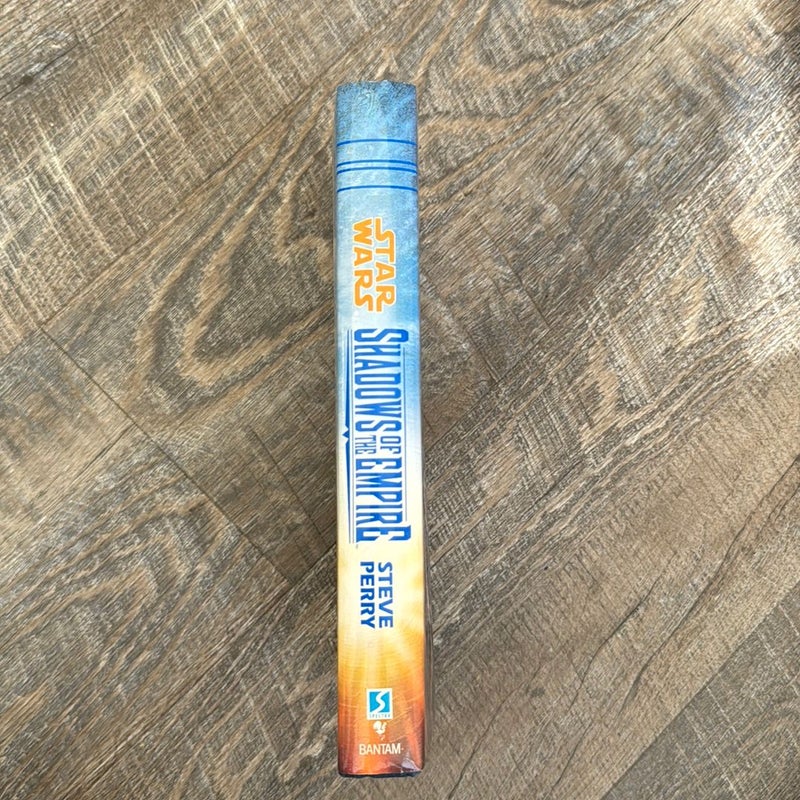 STAR
WARS
SHADOWS OF
THE EMPIRE
STEVE
PERRY
SPECTRA
BANTAM